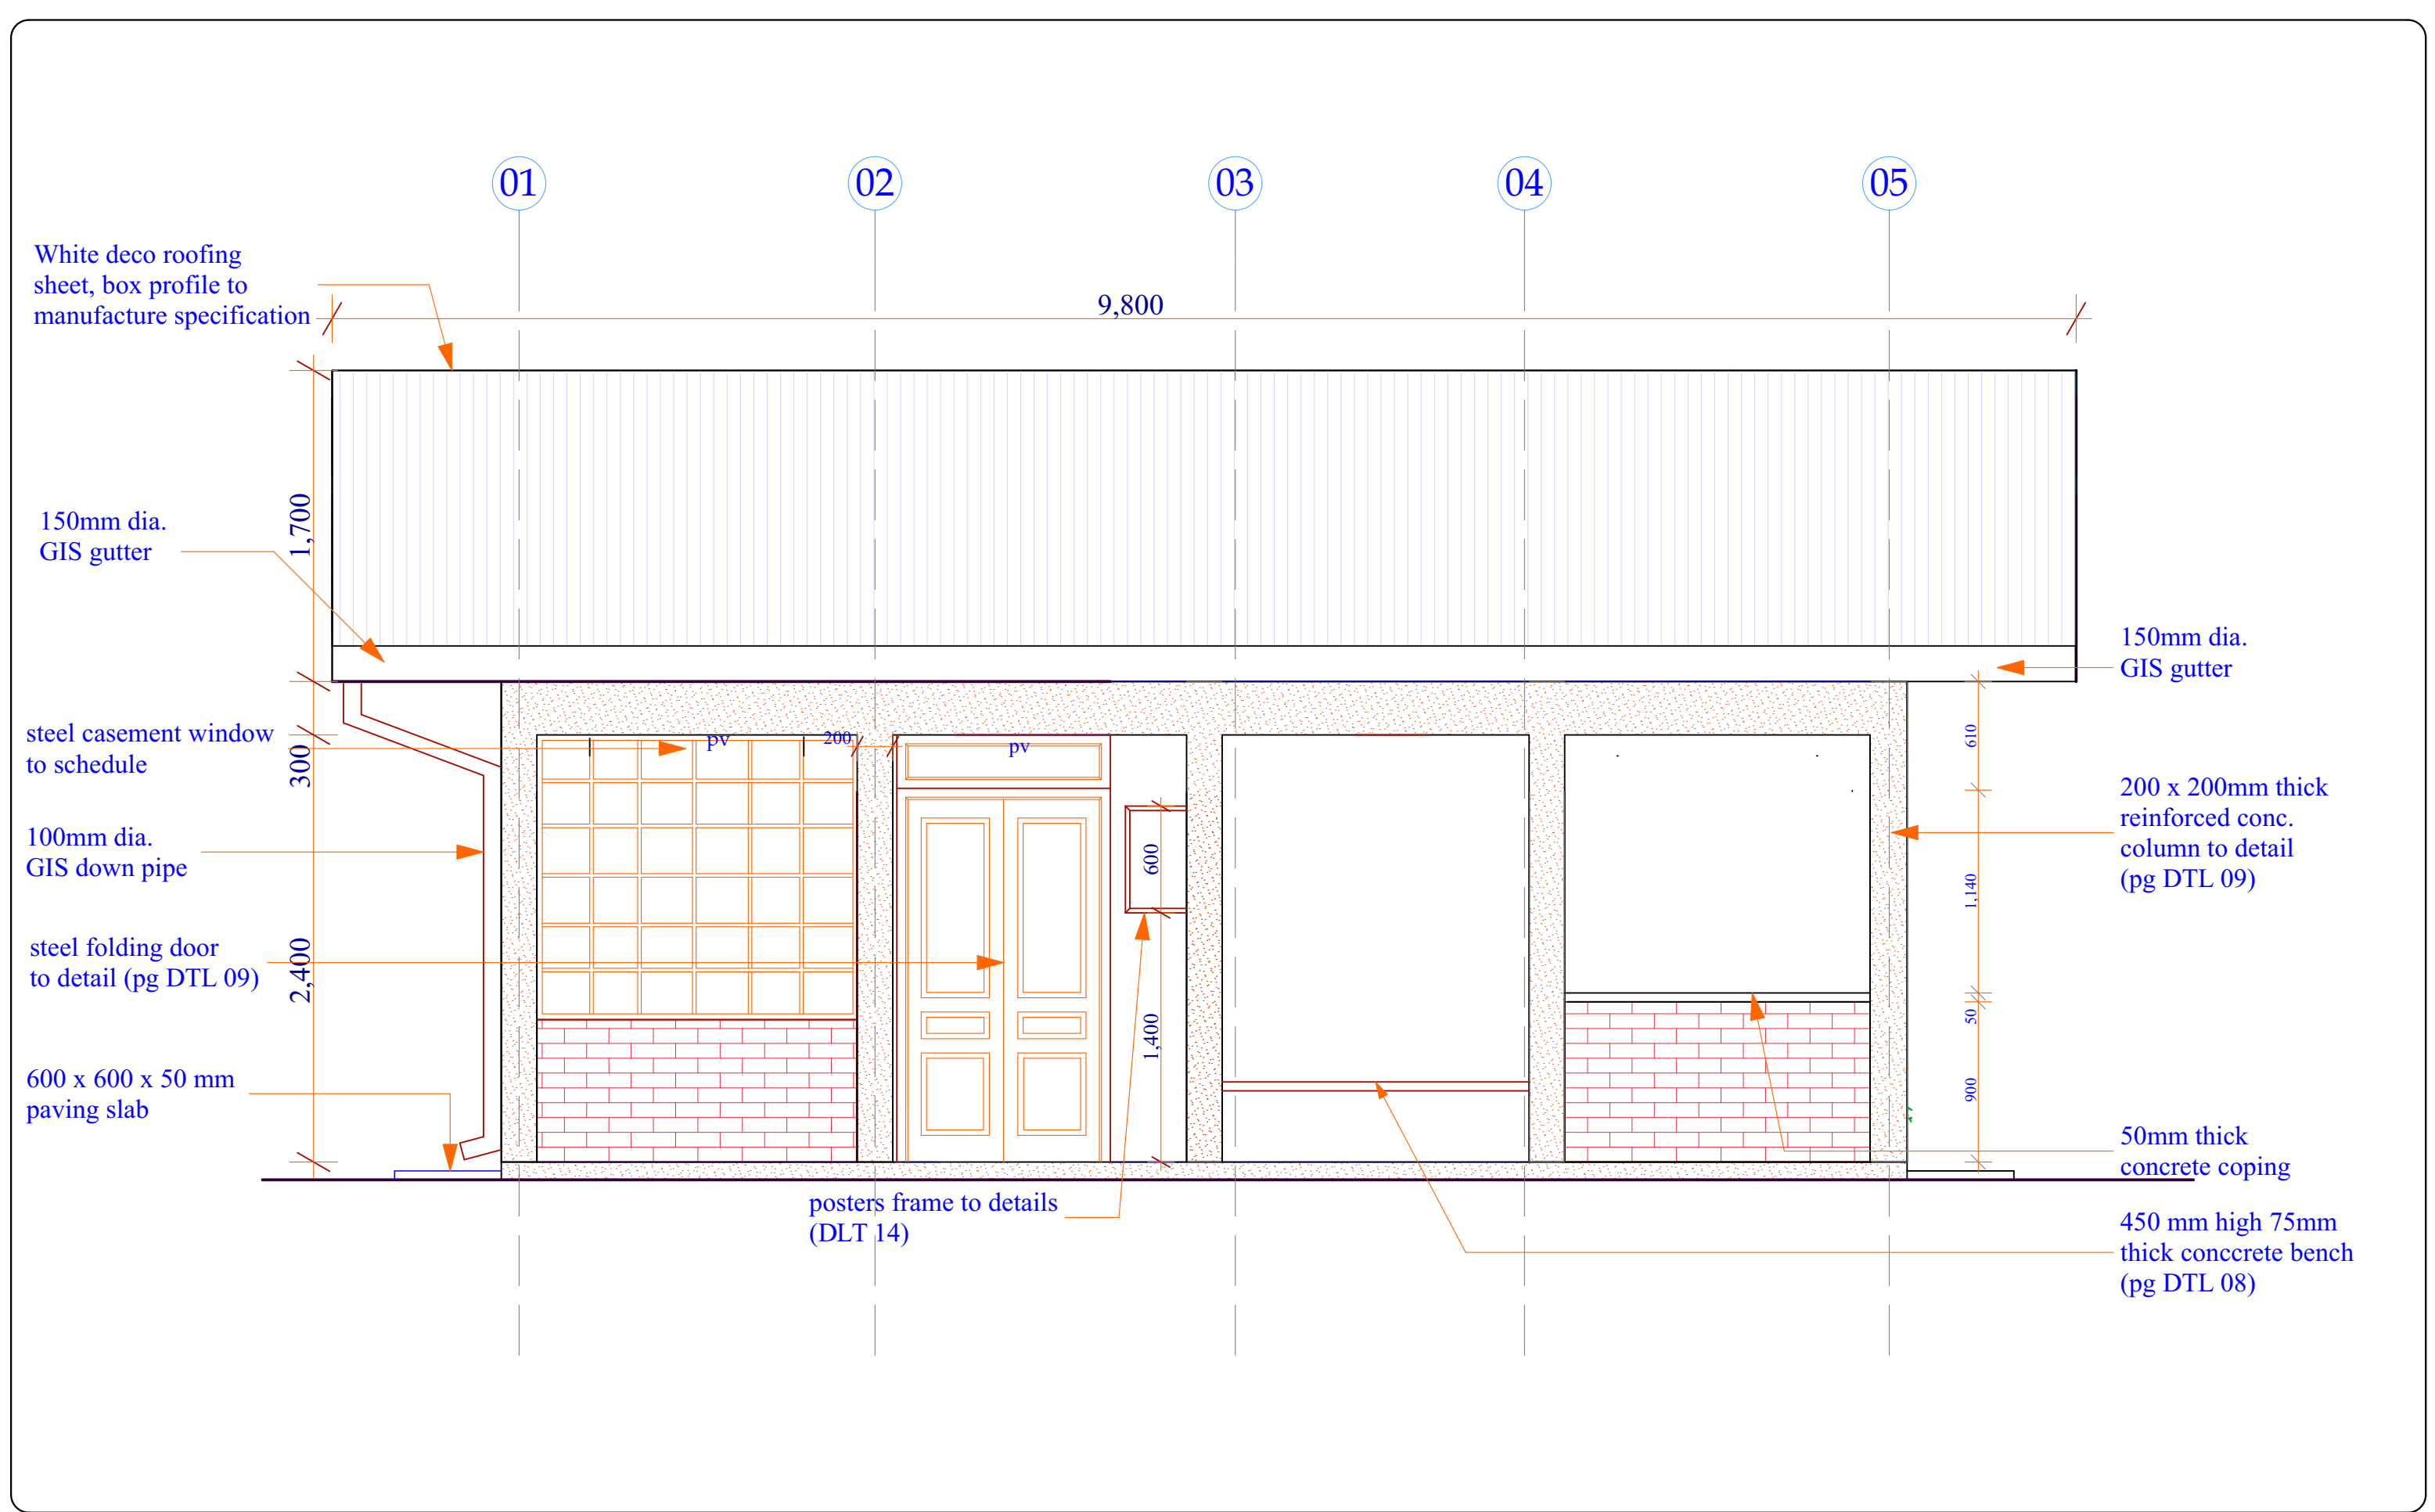 01
02
03
04
05
White deco roofing
sheet, box profile to
manufacture specification
9,800
1,700
150mm dia.
GIS gutter
150mm dia.
GIS gutter
steel casement window
to schedule
300
pv
200
pv
610
200 x 200mm thick
reinforced conc.
column to detail
(pg DTL 09)
100mm dia.
GIS down pipe
600
1,140
steel folding door
to detail (pg DTL 09)
2,400
1,400
50
900
600 x 600 x 50 mm
paving slab
50mm thick
concrete coping
posters frame to details
(DLT 14)
450 mm high 75mm
thick conccrete bench
(pg DTL 08)